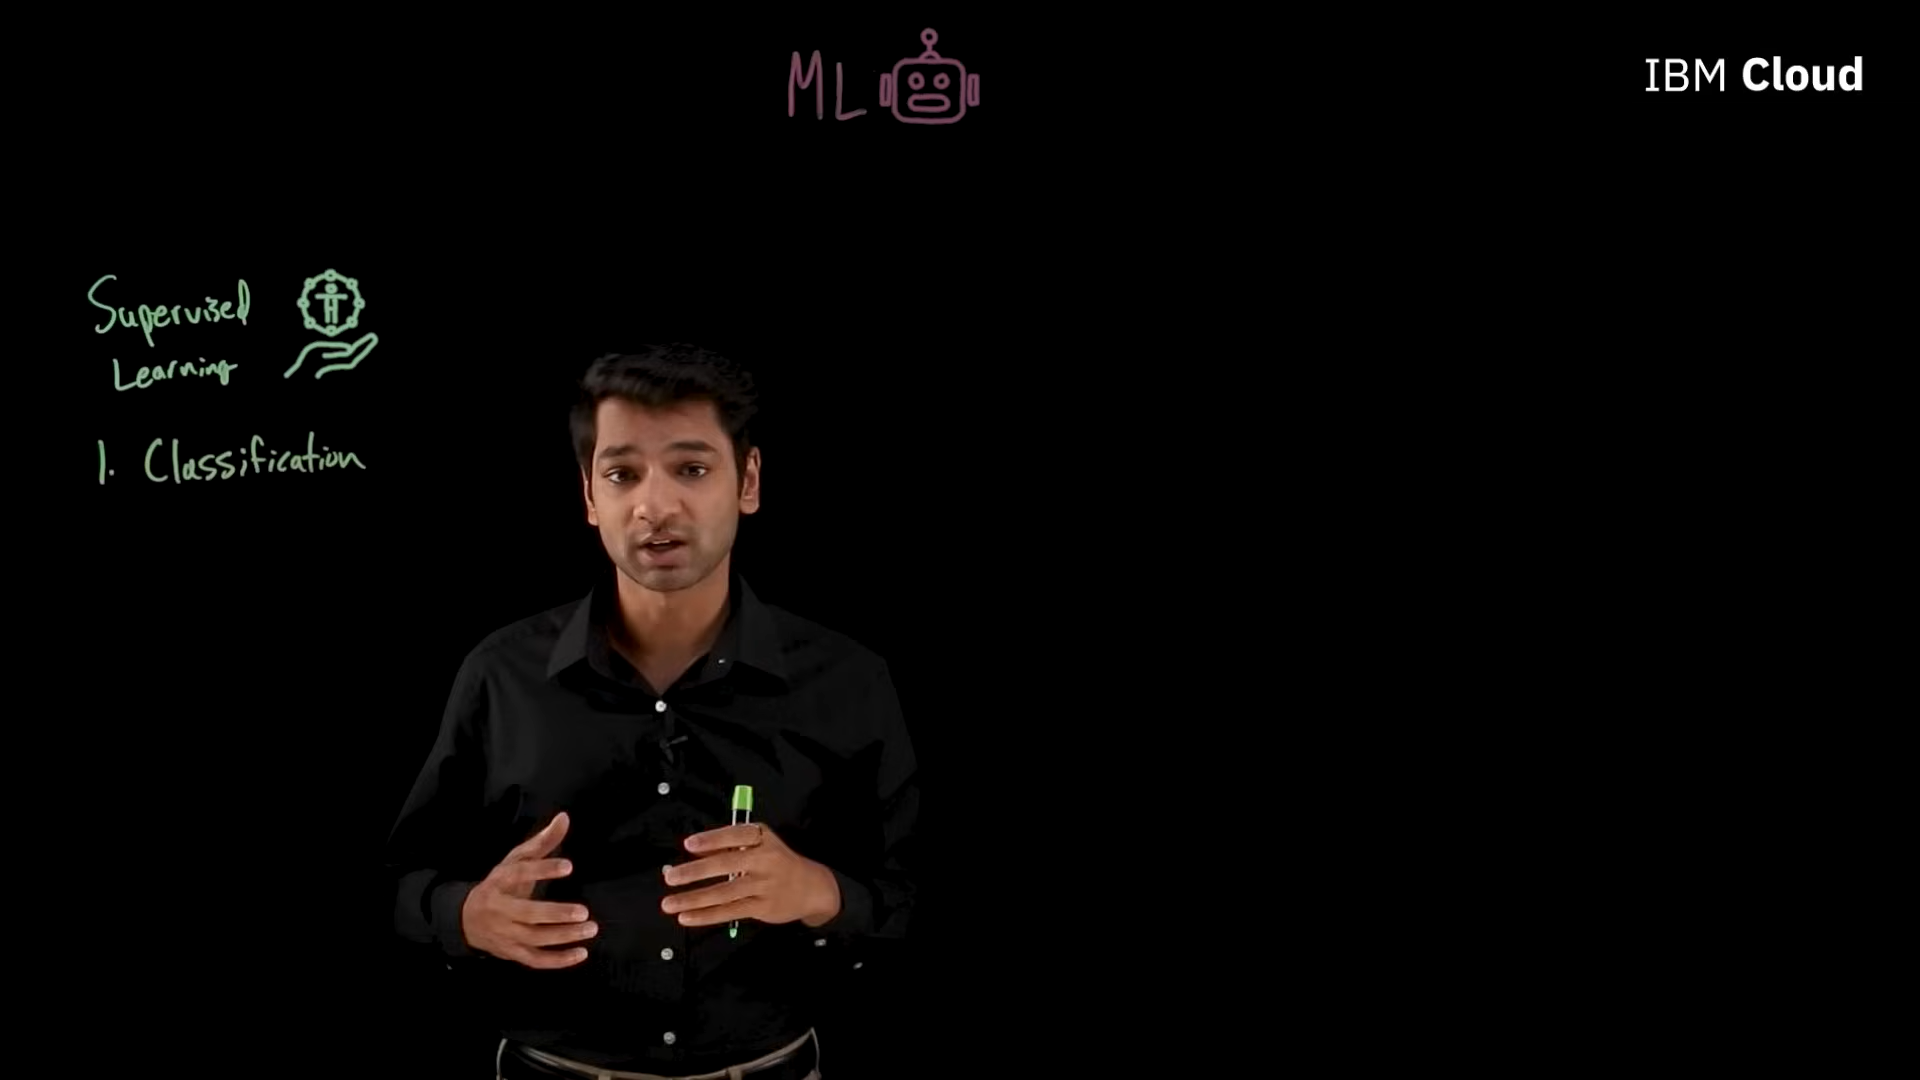 ML
IBM Cloud
Supervised
Learning
1. Classification